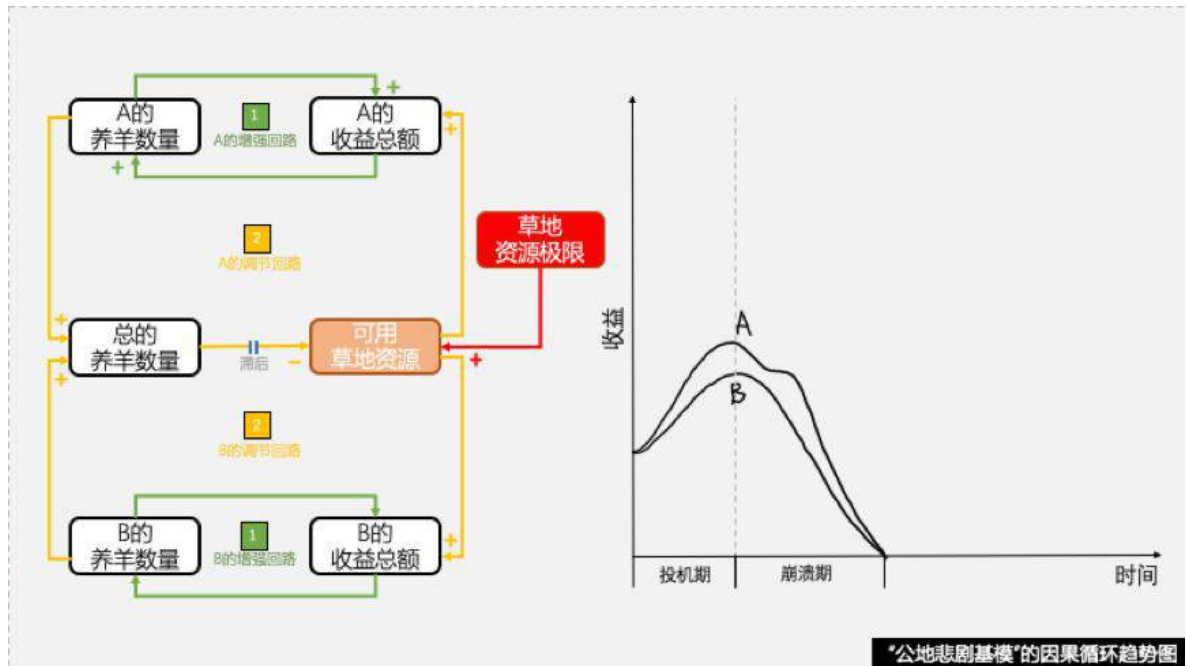 A的
养羊数量
1
A的增强回路
A的
收益总额
+
+
+
2
A的调节回路
草地
资源极限
+
总的
养羊数量
+
滞后
−
可用
草地资源
+
2
B的调节回路
B的
养羊数量
1
B的增强回路
B的
收益总额
+
收益
A
B
投机期
崩溃期
时间
“公地悲剧基模”的因果循环趋势图